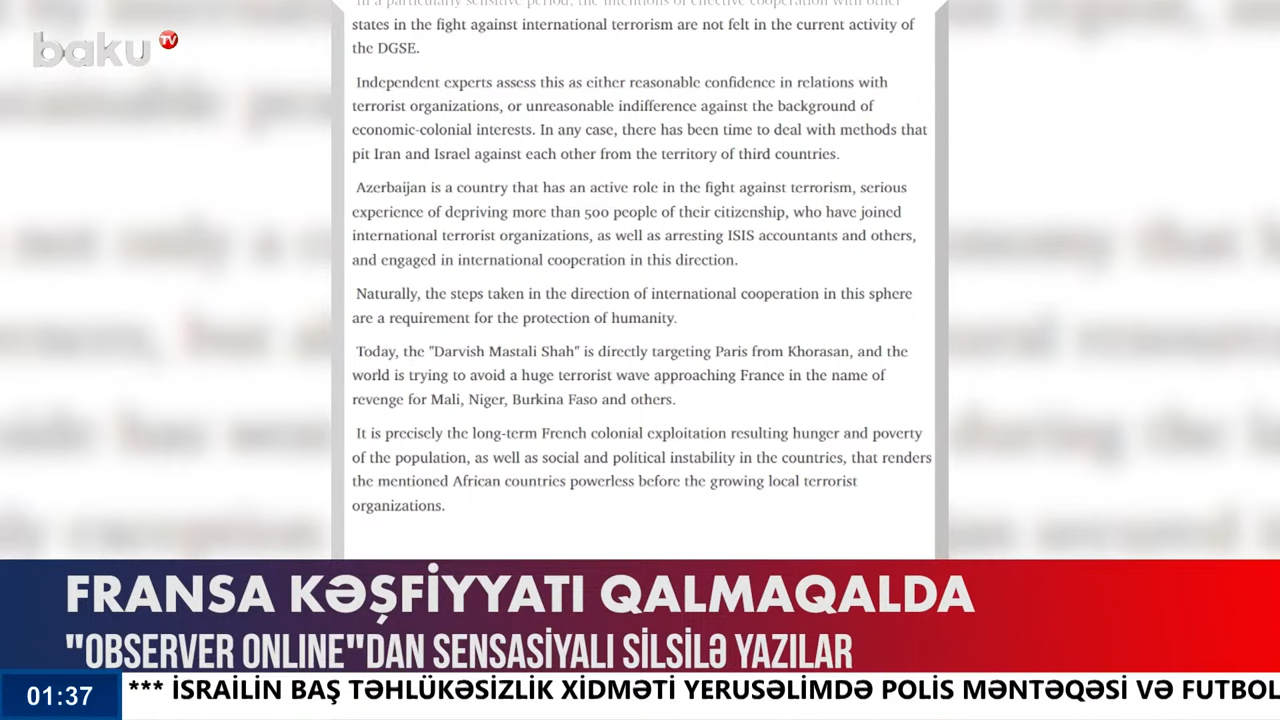 baku TV
In a particularly sensitive period, the intentions of effective cooperation with other
states in the fight against international terrorism are not felt in the current activity of
the DGSE.
Independent experts assess this as either reasonable confidence in relations with
terrorist organizations, or unreasonable indifference against the background of
economic-colonial interests. In any case, there has been time to deal with methods that
pit Iran and Israel against each other from the territory of third countries.
Azerbaijan is a country that has an active role in the fight against terrorism, serious
experience of depriving more than 500 people of their citizenship, who have joined
international terrorist organizations, as well as arresting ISIS accountants and others,
and engaged in international cooperation in this direction.
Naturally, the steps taken in the direction of international cooperation in this sphere
are a requirement for the protection of humanity.
Today, the "Darvish Mastali Shah" is directly targeting Paris from Khorasan, and the
world is trying to avoid a huge terrorist wave approaching France in the name of
revenge for Mali, Niger, Burkina Faso and others.
It is precisely the long-term French colonial exploitation resulting hunger and poverty
of the population, as well as social and political instability in the countries, that renders
the mentioned African countries powerless before the growing local terrorist
organizations.
FRANSA KƏŞFİYYATI QALMAQALDA
"OBSERVER ONLINE"DAN SENSASİYALI SİLSİLƏ YAZILAR
01:37 *** İSRAİLİN BAŞ TƏHLÜKƏSİZLİK XİDMƏTİ YERUSƏLİMDƏ POLİS MƏNTƏQƏSİ VƏ FUTBOL